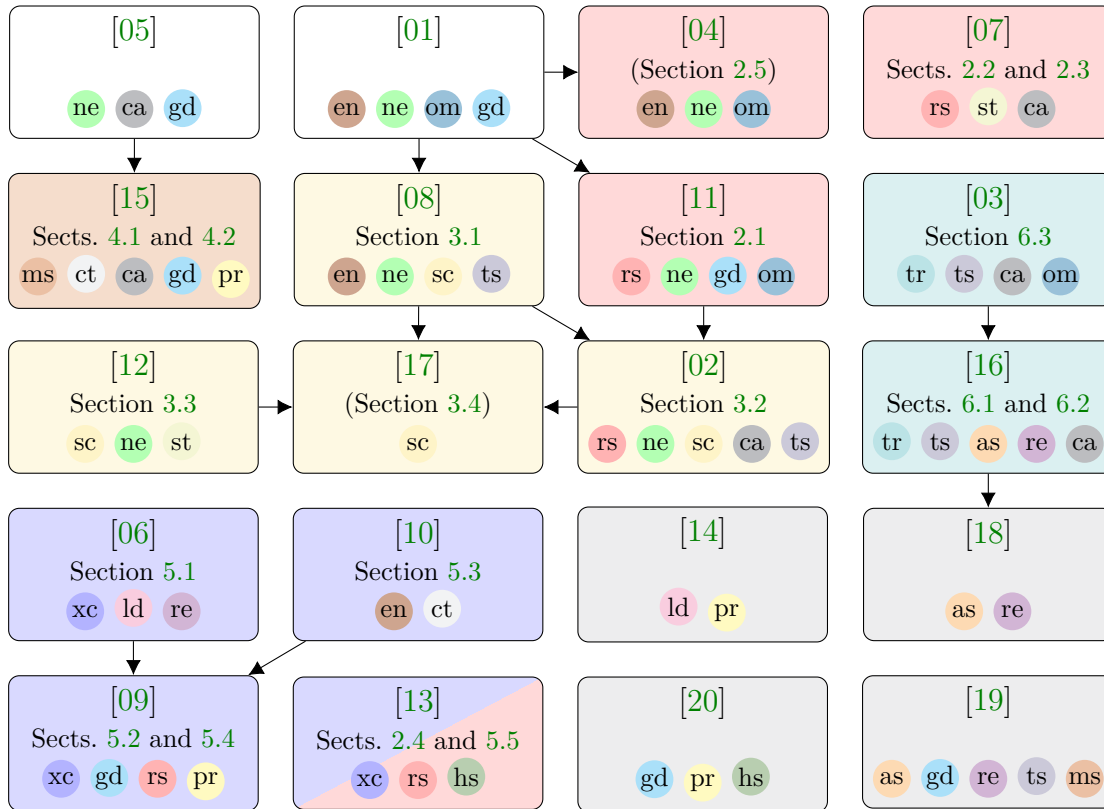 [05]
ne ca gd
[01]
en ne om gd
[04]
(Section 2.5)
en ne om
[07]
Sects. 2.2 and 2.3
rs st ca
[15]
Sects. 4.1 and 4.2
ms ct ca gd pr
[08]
Section 3.1
en ne sc ts
[11]
Section 2.1
rs ne gd om
[03]
Section 6.3
tr ts ca om
[12]
Section 3.3
sc ne st
[17]
(Section 3.4)
sc
[02]
Section 3.2
rs ne sc ca ts
[16]
Sects. 6.1 and 6.2
tr ts as re ca
[06]
Section 5.1
xc ld re
[10]
Section 5.3
en ct
[14]
ld pr
[18]
as re
[09]
Sects. 5.2 and 5.4
xc gd rs pr
[13]
Sects. 2.4 and 5.5
xc rs hs
[20]
gd pr hs
[19]
as gd re ts ms